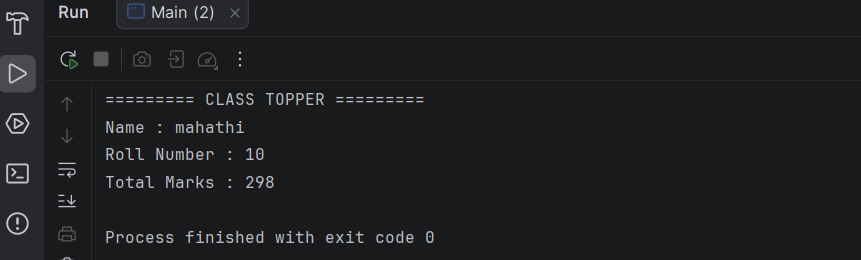 Run
Main (2)
========= CLASS TOPPER =========
Name : mahathi
Roll Number : 10
Total Marks : 298
Process finished with exit code 0